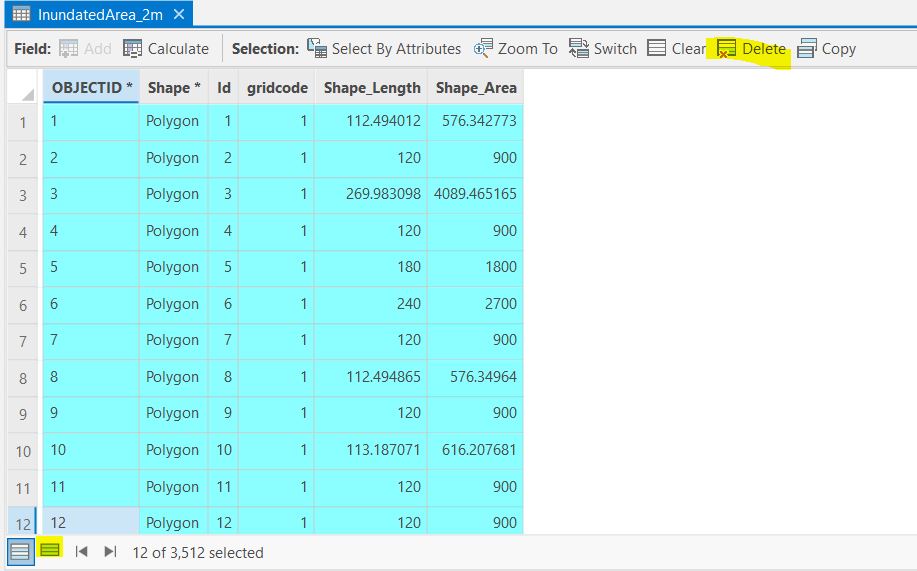 InundatedArea_2m
Field: Add Calculate Selection: Select By Attributes Zoom To Switch Clear Delete Copy
OBJECTID * Shape * Id gridcode Shape_Length Shape_Area
1 1 Polygon 1 1 112.494012 576.342773
2 2 Polygon 2 1 120 900
3 3 Polygon 3 1 269.983098 4089.465165
4 4 Polygon 4 1 120 900
5 5 Polygon 5 1 180 1800
6 6 Polygon 6 1 240 2700
7 7 Polygon 7 1 120 900
8 8 Polygon 8 1 112.494865 576.34964
9 9 Polygon 9 1 120 900
10 10 Polygon 10 1 113.187071 616.207681
11 11 Polygon 11 1 120 900
12 12 Polygon 12 1 120 900
12 of 3,512 selected